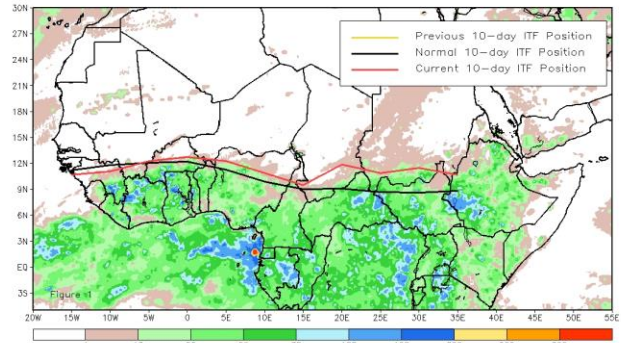 30N
27N
24N
21N
18N
15N
12N
9N
6N
3N
EQ
3S
Previous 10-day ITF Position
Normal 10-day ITF Position
Current 10-day ITF Position
Figure 1
20W 15W 10W 5W 0 5E 10E 15E 20E 25E 30E 35E 40E 45E 50E 55E